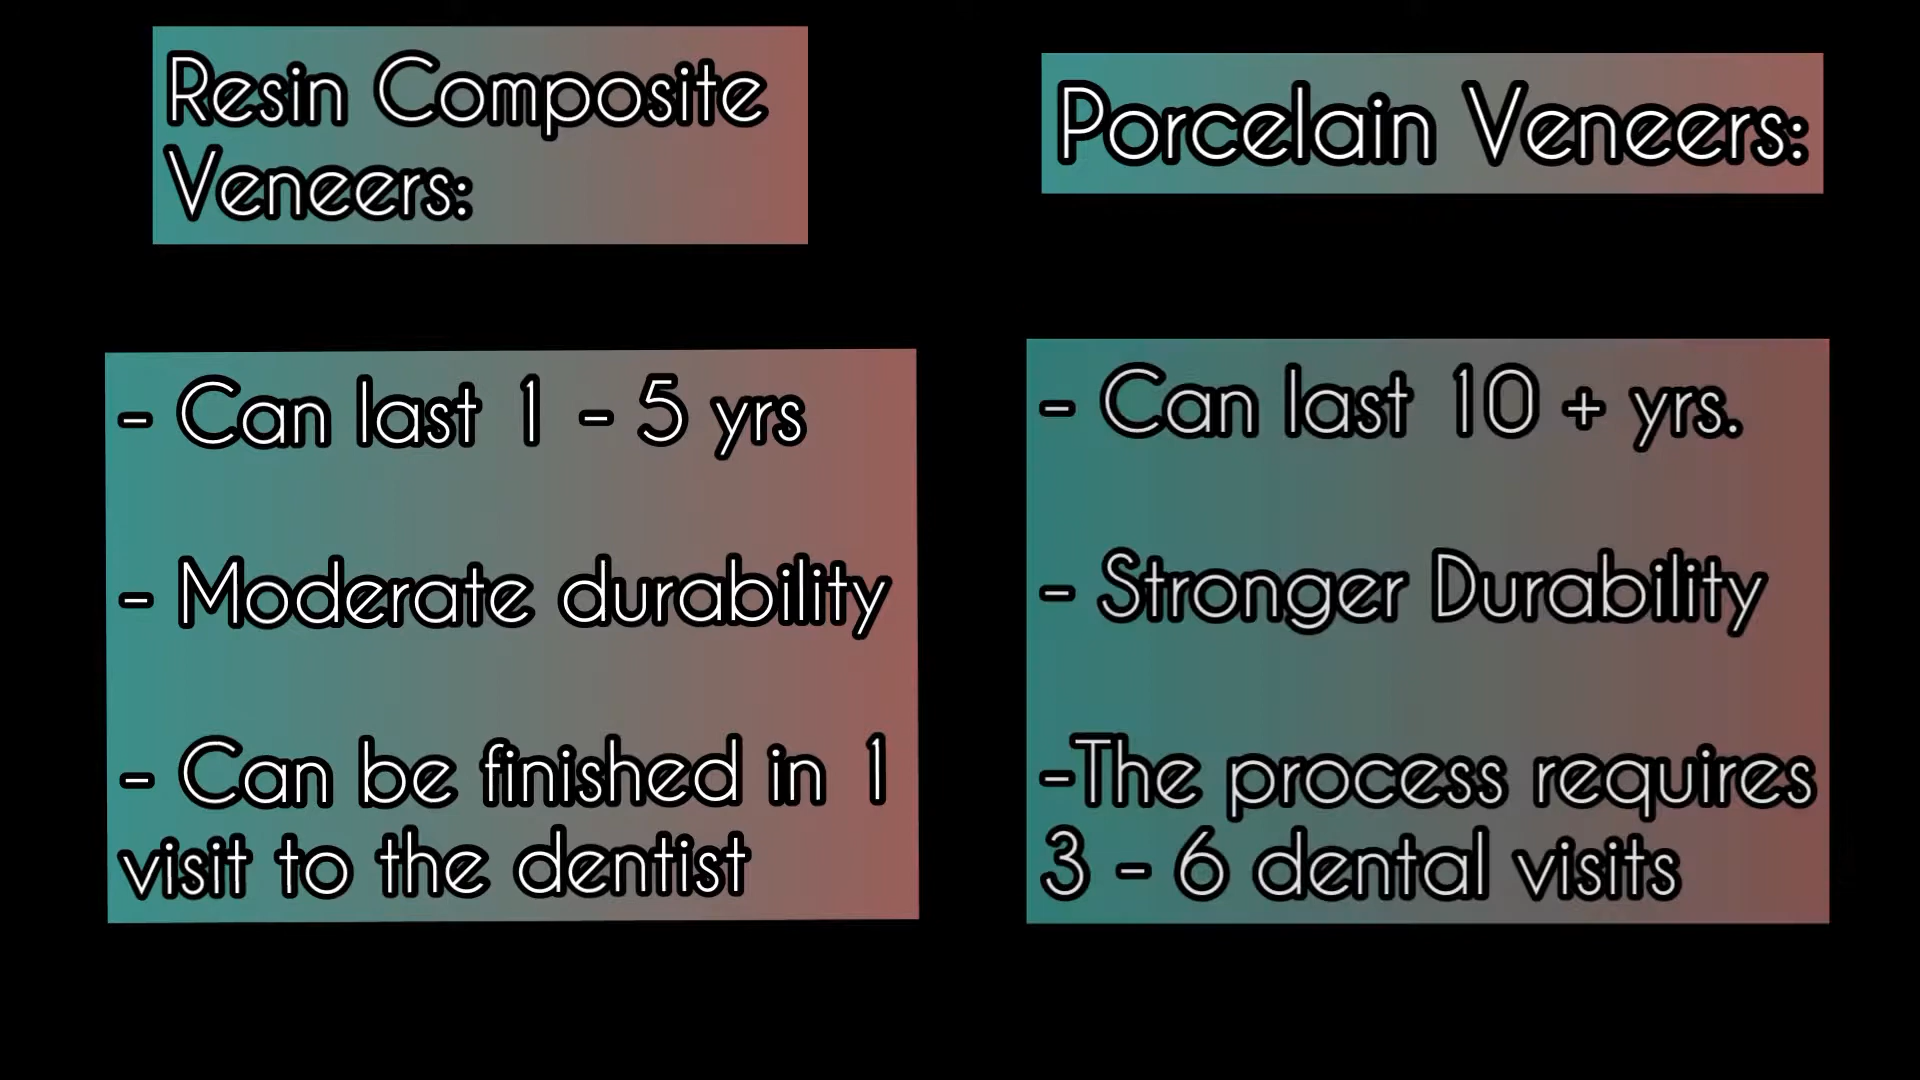 Resin Composite
Veneers:
- Can last 1 - 5 yrs
- Moderate durability
- Can be finished in 1
visit to the dentist
Porcelain Veneers:
- Can last 10 + yrs.
- Stronger Durability
-The process requires
3 - 6 dental visits